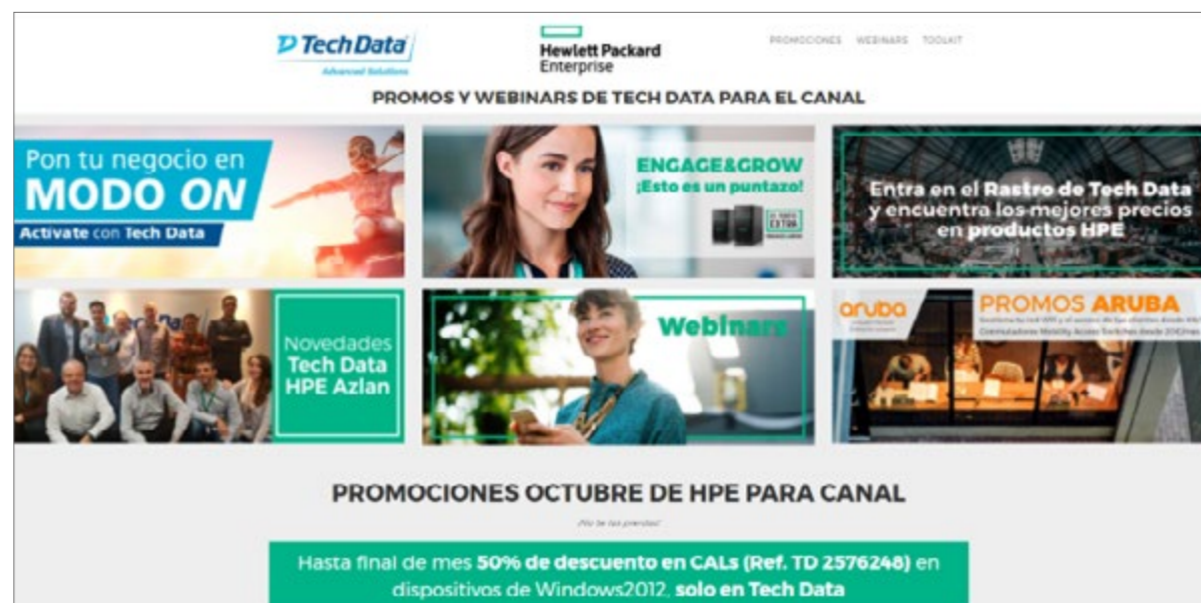 Tech Data
Advanced Solutions
Hewlett Packard
Enterprise
PROMOCIONES WEBINARS TOOLKIT
PROMOS Y WEBINARS DE TECH DATA PARA EL CANAL
Pon tu negocio en
MODO ON
Actívate con Tech Data
ENGAGE&GROW
¡Esto es un puntazo!
EXTRA
Entra en el Rastro de Tech Data
y encuentra los mejores precios
en productos HPE
Novedades
Tech Data
HPE Azlan
Webinars
aruba
PROMOS ARUBA
PROMOCIONES OCTUBRE DE HPE PARA CANAL
¡No te las pierdas!
Hasta final de mes 50% de descuento en CALs (Ref. TD 2576248) en
dispositivos de Windows2012, solo en Tech Data